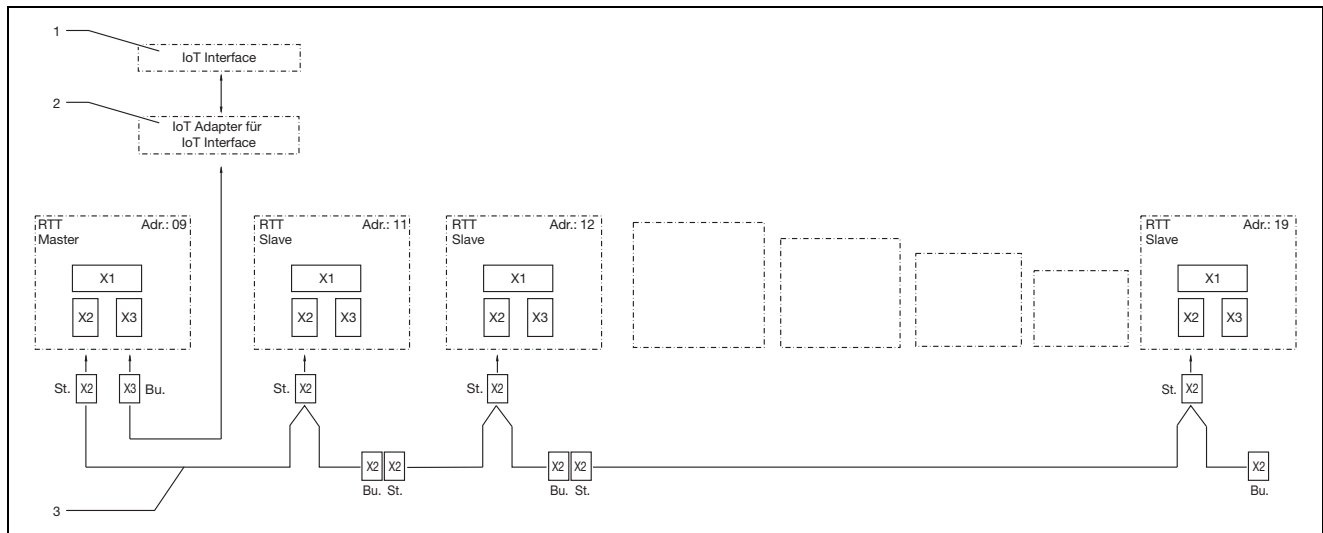 1
IoT Interface
2
IoT Adapter für
IoT Interface
RTT Adr.: 09
Master
X1
X2 X3
RTT Adr.: 11
Slave
X1
X2 X3
RTT Adr.: 12
Slave
X1
X2 X3
RTT Adr.: 19
Slave
X1
X2 X3
St. X2 X3 Bu.
St. X2
St. X2
St. X2
X2 X2
Bu. St.
X2 X2
Bu. St.
X2
Bu.
3